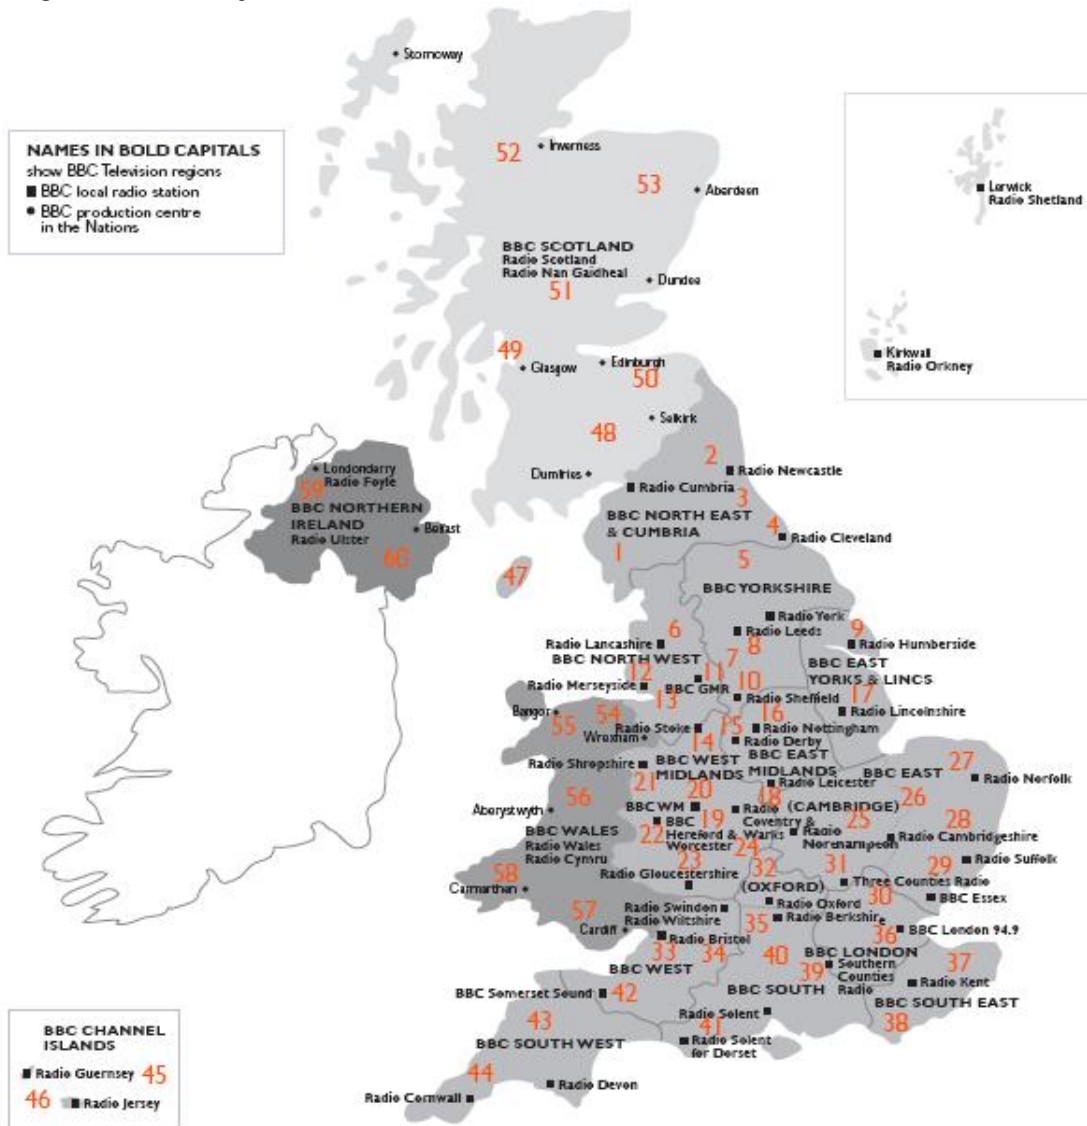 Stornoway
NAMES IN BOLD CAPITALS
show BBC Television regions
BBC local radio station
BBC production centre
in the Nations
52
Inverness
53
Aberdeen
Lerwick
Radio Shetland
BBC SCOTLAND
Radio Scotland
Radio Nan Gaidheal
51
Dundee
49
Glasgow
Edinburgh
50
Kirkwall
Radio Orkney
48
Selkirk
Dumfries
2
Radio Newcastle
Radio Cumbria
3
BBC NORTH EAST
& CUMBRIA
4
Radio Cleveland
1
Londonderry
Radio Foyle
59
BBC NORTHERN
IRELAND
Radio Ulster
Belfast
60
47
5
BBC YORKSHIRE
Radio York
6
Radio Leeds
8
9
Radio Humberside
Radio Lancashire
BBC NORTH WEST
7
BBC EAST
YORKS & LINCS
12
11
10
17
Radio Merseyside
BBC GMR
Radio Sheffield
13
16
Radio Lincolnshire
Bangor
55
54
Wrexham
Radio Stoke
15
Radio Nottingham
14
Radio Derby
Radio Shropshire
BBC WEST
MIDLANDS
BBC EAST
MIDLANDS
BBC EAST
27
Radio Norfolk
21
20
Radio Leicester
18
(CAMBRIDGE)
26
56
Aberystwyth
BBC WM
Radio
Coventry &
Warks
25
28
22
BBC
Hereford &
Worcester
19
Radio
Norehampeon
Radio Cambridgeshire
BBC WALES
Radio Wales
Radio Cymru
24
23
32
31
29
Radio Suffolk
58
Carmarthen
Radio Gloucestershire
(OXFORD)
Three Counties Radio
30
BBC Essex
57
Cardiff
Radio Swindon
Radio Wiltshire
Radio Oxford
35
Radio Berkshire
36
BBC London 94.9
Radio Bristol
33
34
40
BBC LONDON
37
BBC WEST
39
Southern
Counties
Radio
Radio Kent
BBC Somerset Sound
42
BBC SOUTH
BBC SOUTH EAST
38
43
Radio Solent
41
BBC SOUTH WEST
Radio Solent
for Dorset
44
Radio Devon
Radio Cornwall
BBC CHANNEL
ISLANDS
Radio Guernsey
45
46
Radio Jersey